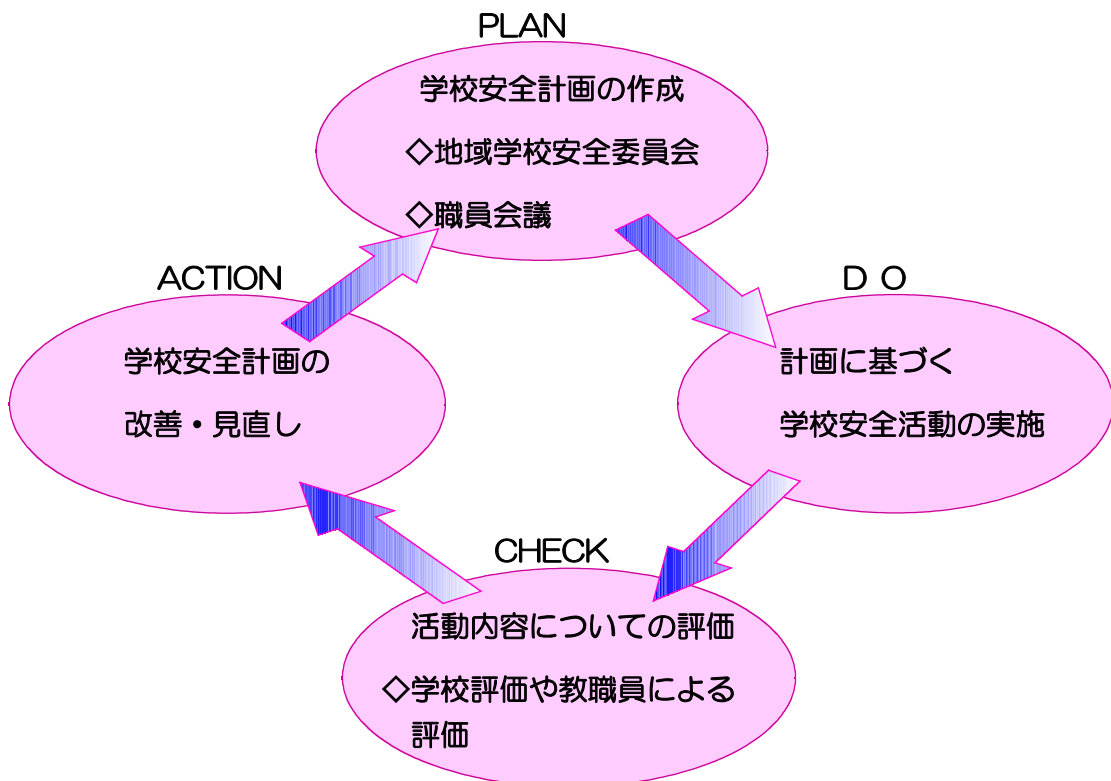 PLAN
学校安全計画の作成
◇地域学校安全委員会
◇職員会議
ACTION
学校安全計画の
改善・見直し
ＤＯ
計画に基づく
学校安全活動の実施
CHECK
活動内容についての評価
◇学校評価や教職員による
評価